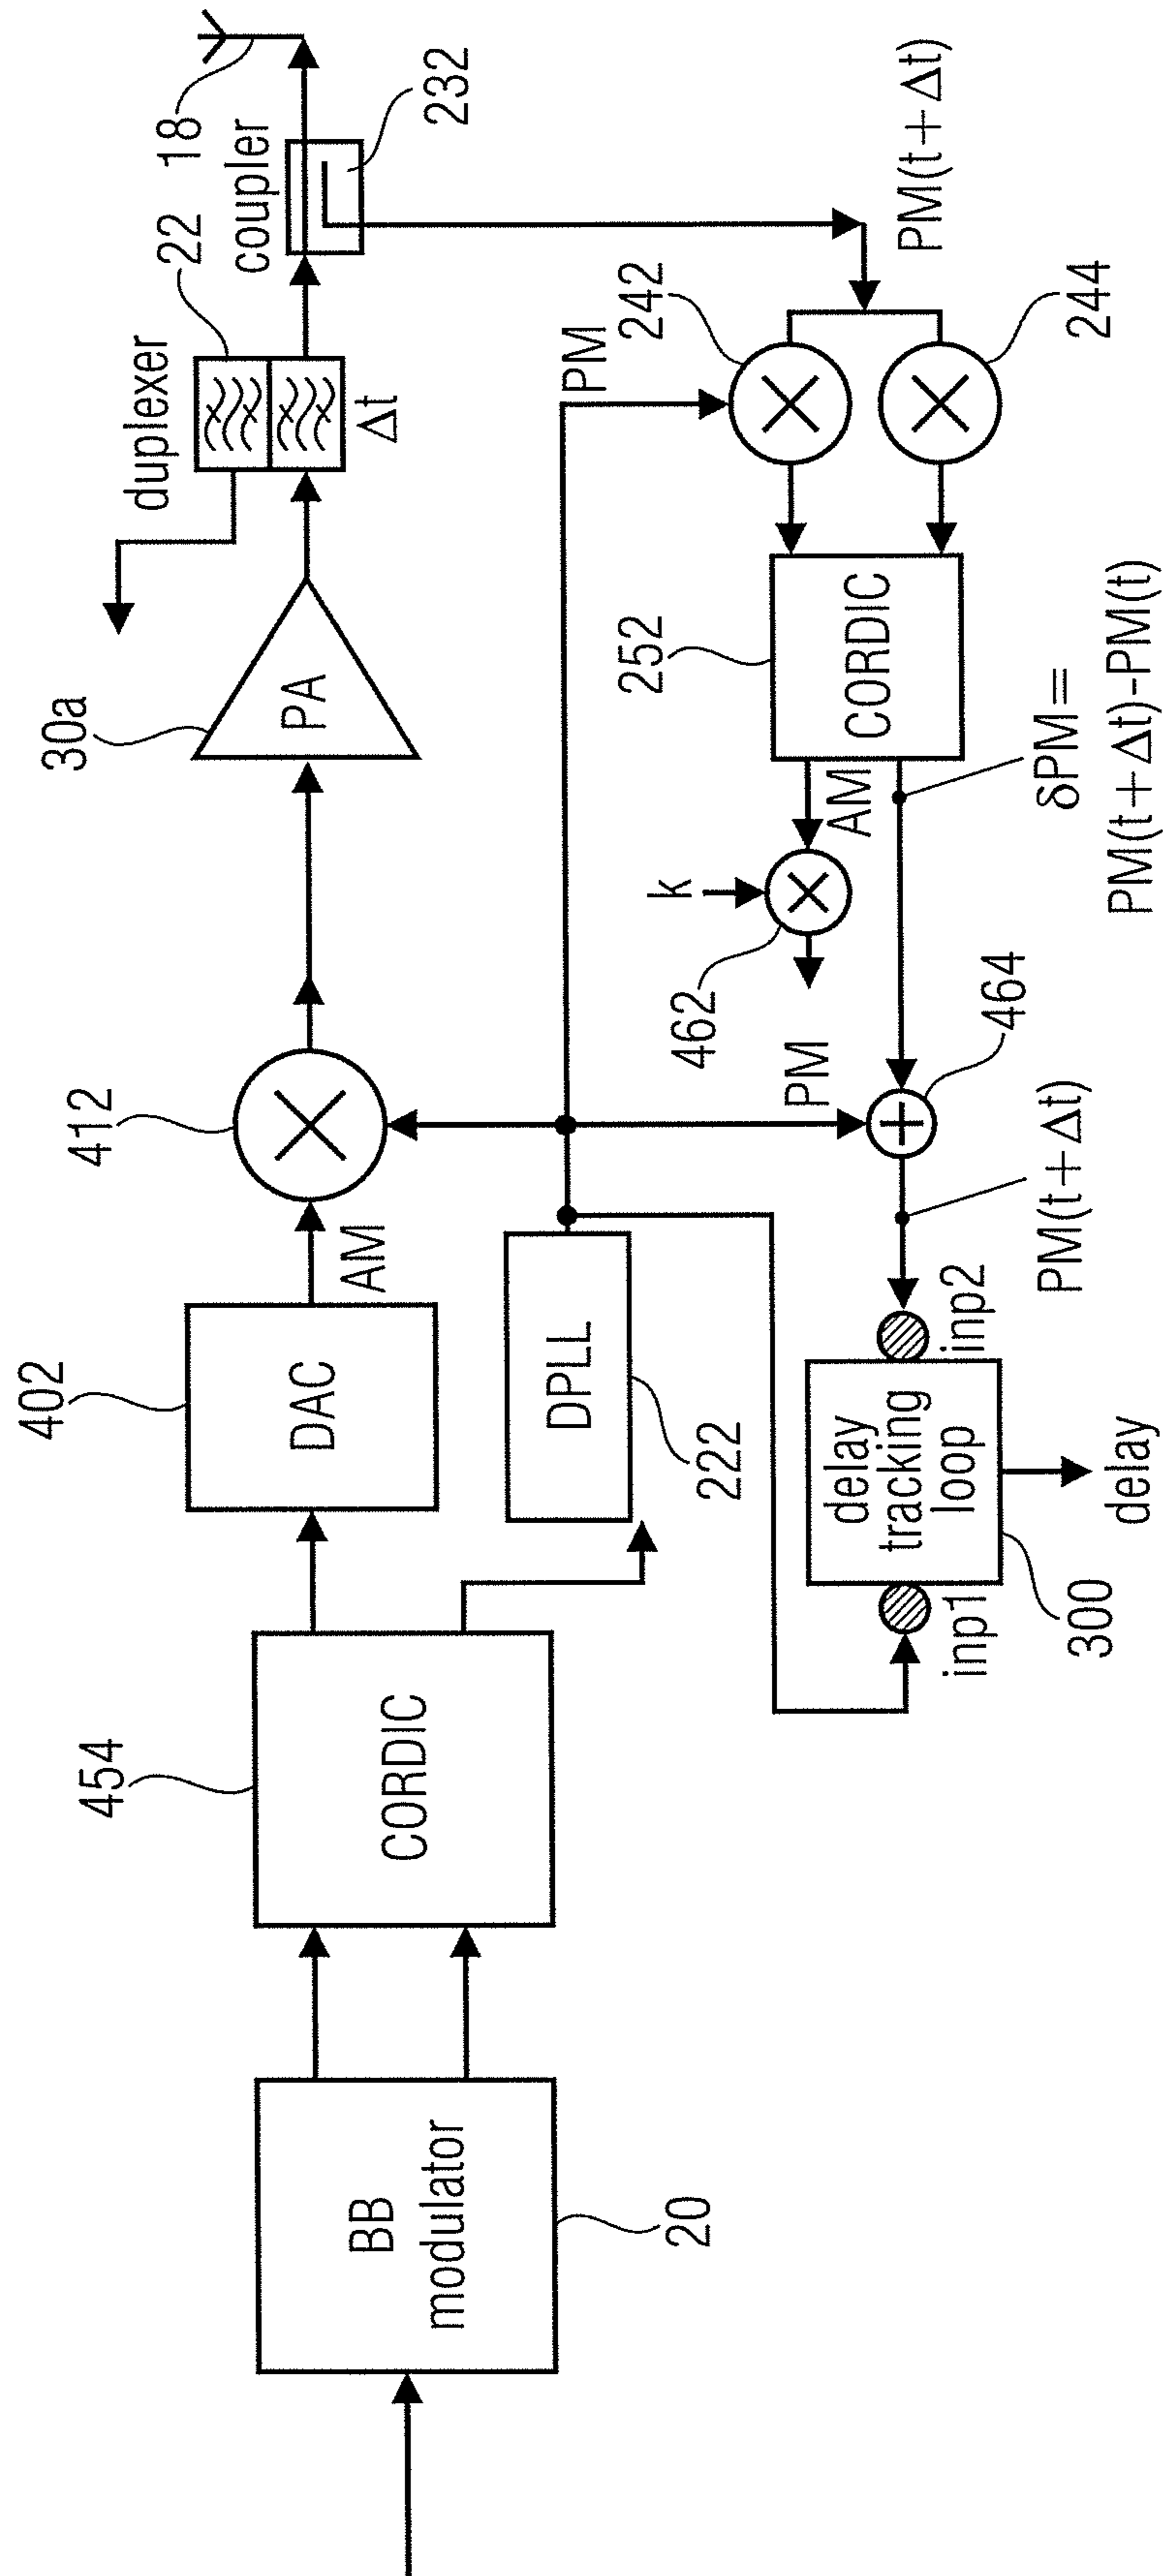 BB
modulator
20
CORDIC
454
DAC
402
AM
DPLL
222
412
30a
PA
duplexer
22
Δt
coupler
18
232
PM(t+Δt)
PM
242
244
252
CORDIC
AM
k
462
δPM=
PM(t+Δt)-PM(t)
PM
464
PM(t+Δt)
inp2
delay
tracking
loop
inp1
300
delay